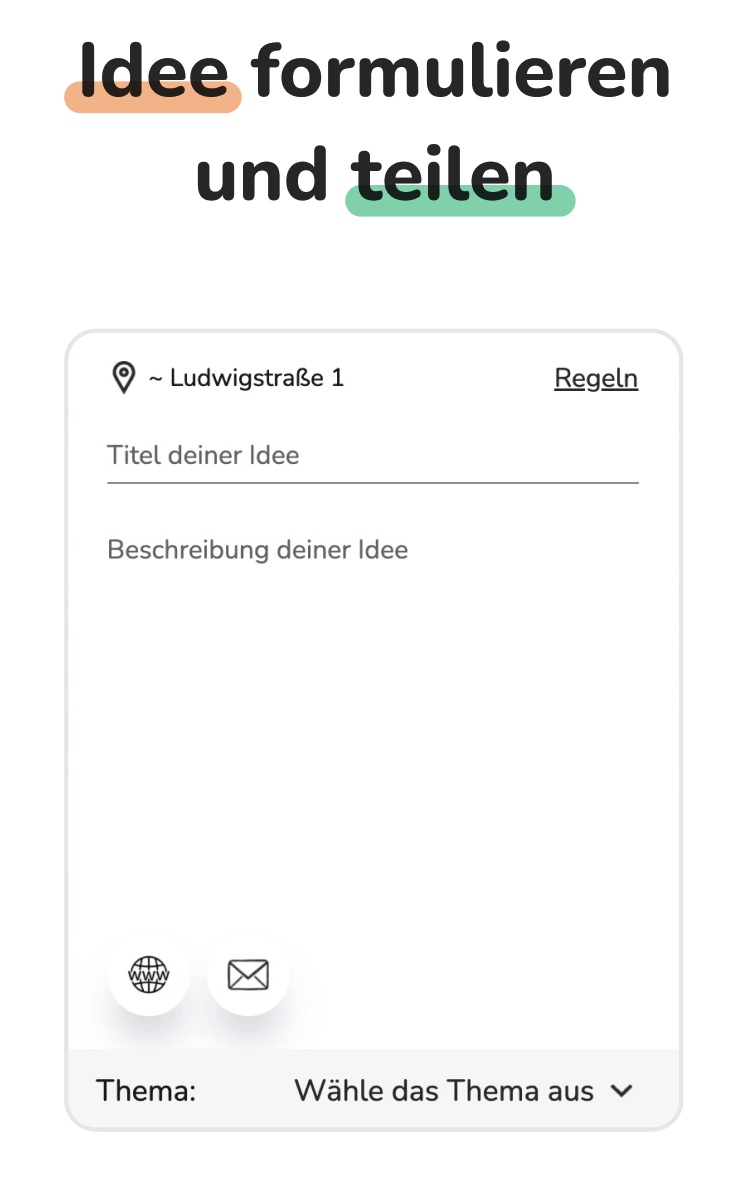 Idee formulieren
und teilen
~ Ludwigstraße 1
Regeln
Titel deiner Idee
Beschreibung deiner Idee
WWW
Thema:
Wähle das Thema aus